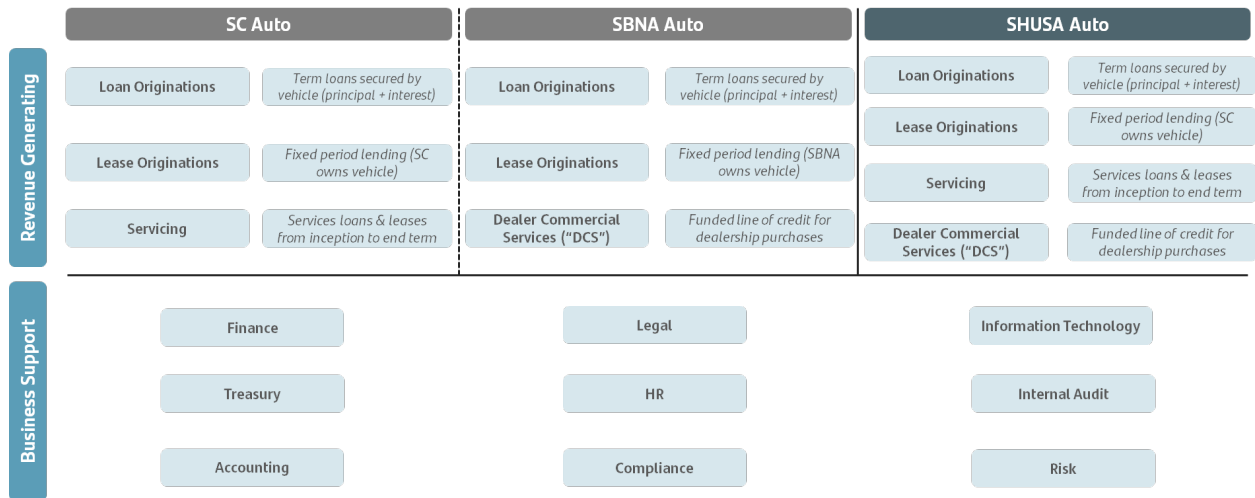 SC Auto
SBNA Auto
SHUSA Auto
Revenue Generating
Loan Originations
Term loans secured by
vehicle (principal + interest)
Lease Originations
Fixed period lending (SC
owns vehicle)
Servicing
Services loans & leases
from inception to end term
Loan Originations
Term loans secured by
vehicle (principal + interest)
Lease Originations
Fixed period lending (SBNA
owns vehicle)
Dealer Commercial
Services (“DCS”)
Funded line of credit for
dealership purchases
Loan Originations
Term loans secured by
vehicle (principal + interest)
Lease Originations
Fixed period lending (SC
owns vehicle)
Servicing
Services loans & leases
from inception to end term
Dealer Commercial
Services (“DCS”)
Funded line of credit for
dealership purchases
Business Support
Finance
Legal
Information Technology
Treasury
HR
Internal Audit
Accounting
Compliance
Risk